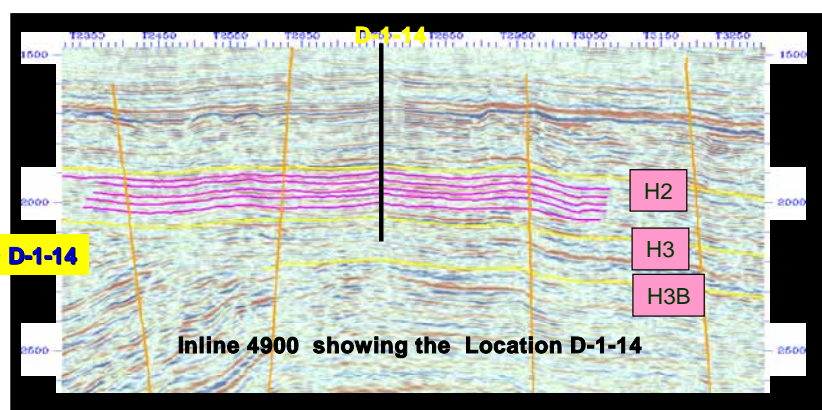 T2350 T2450 T2550 T2650 D-1-14 T2850 T2950 T3050 T3150 T3250
1500 1500
H2
2000 2000
H3
D-1-14
H3B
Inline 4900 showing the Location D-1-14
2500 2500